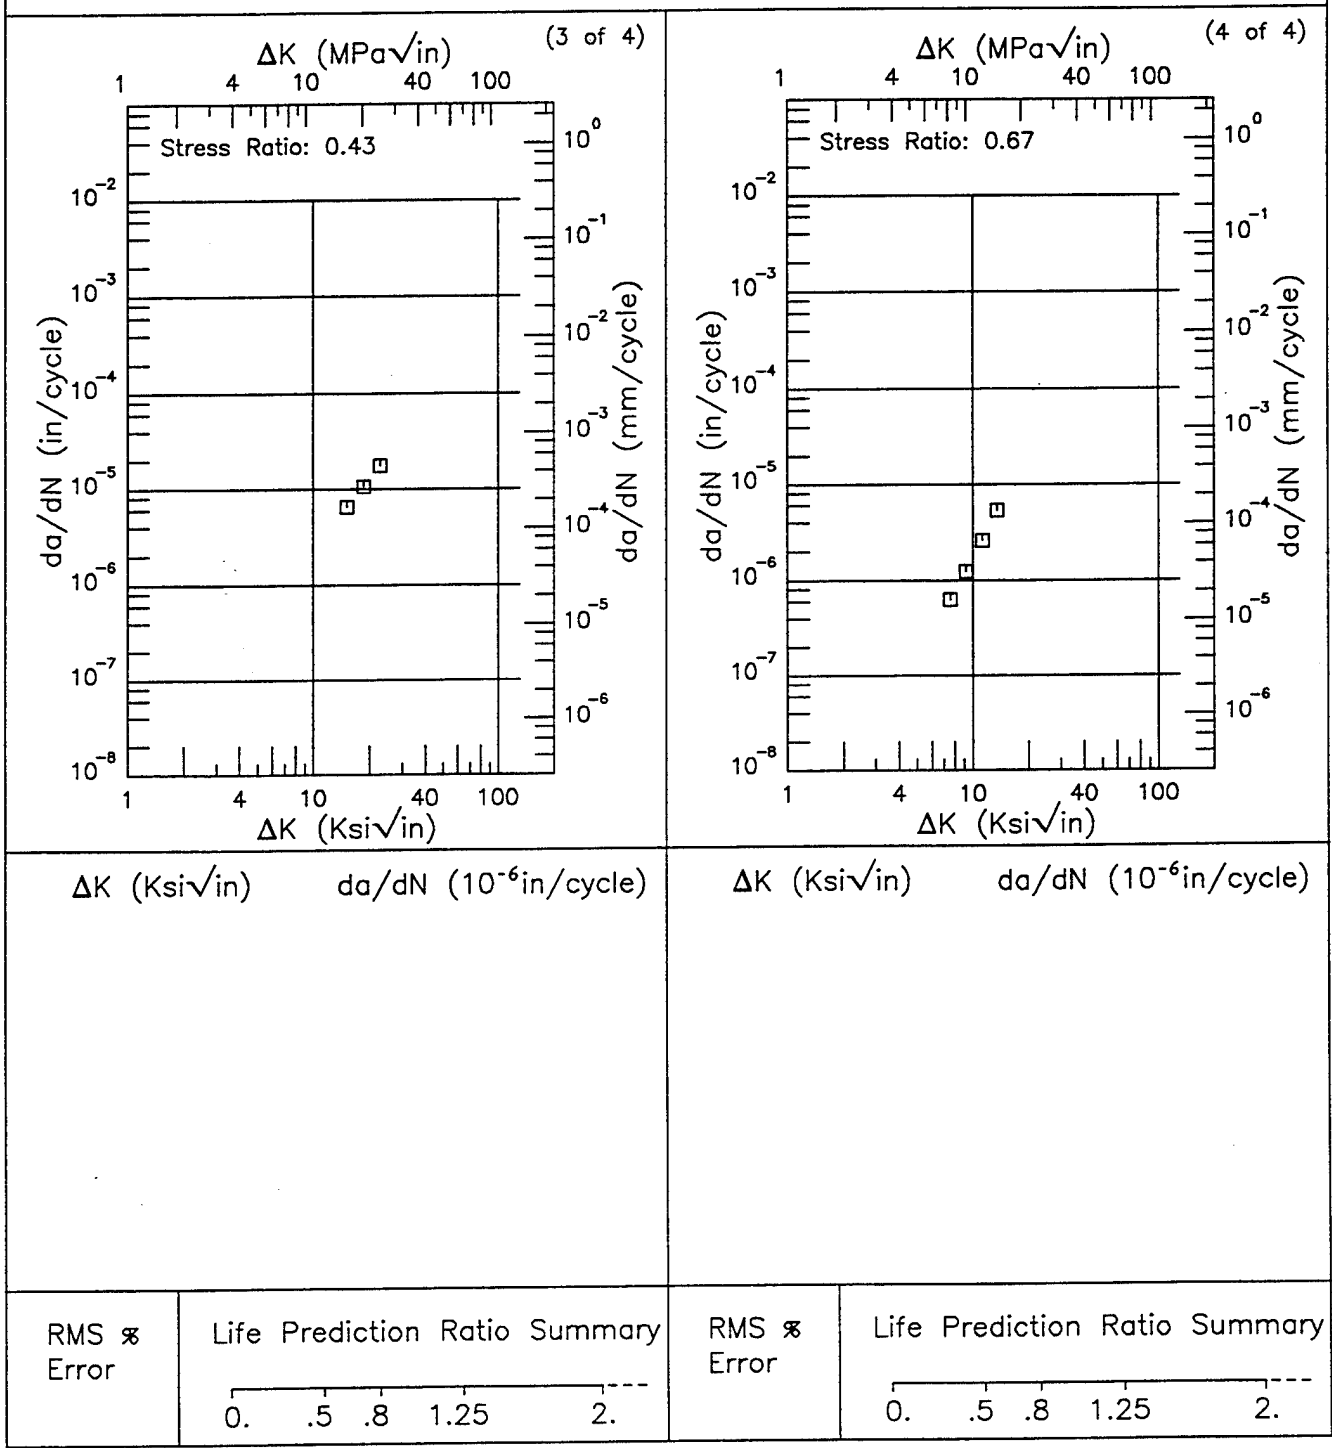 (3 of 4)
ΔK (MPa√in)
1 4 10 40 100
Stress Ratio: 0.43
10⁰
10⁻¹
10⁻²
10⁻³
10⁻⁴
10⁻⁵
10⁻⁶
da/dN (mm/cycle)
10⁻²
10⁻³
10⁻⁴
10⁻⁵
10⁻⁶
10⁻⁷
10⁻⁸
da/dN (in/cycle)
1 4 10 40 100
ΔK (Ksi√in)
ΔK (Ksi√in) da/dN (10⁻⁶in/cycle)
RMS %
Error
Life Prediction Ratio Summary
0. .5 .8 1.25 2.
(4 of 4)
ΔK (MPa√in)
1 4 10 40 100
Stress Ratio: 0.67
10⁰
10⁻¹
10⁻²
10⁻³
10⁻⁴
10⁻⁵
10⁻�6
da/dN (mm/cycle)
10⁻²
10⁻³
10⁻⁴
10⁻⁵
10⁻⁶
10⁻⁷
10⁻⁸
da/dN (in/cycle)
1 4 10 40 100
ΔK (Ksi√in)
ΔK (Ksi√in) da/dN (10⁻⁶in/cycle)
RMS %
Error
Life Prediction Ratio Summary
0. .5 .8 1.25 2.